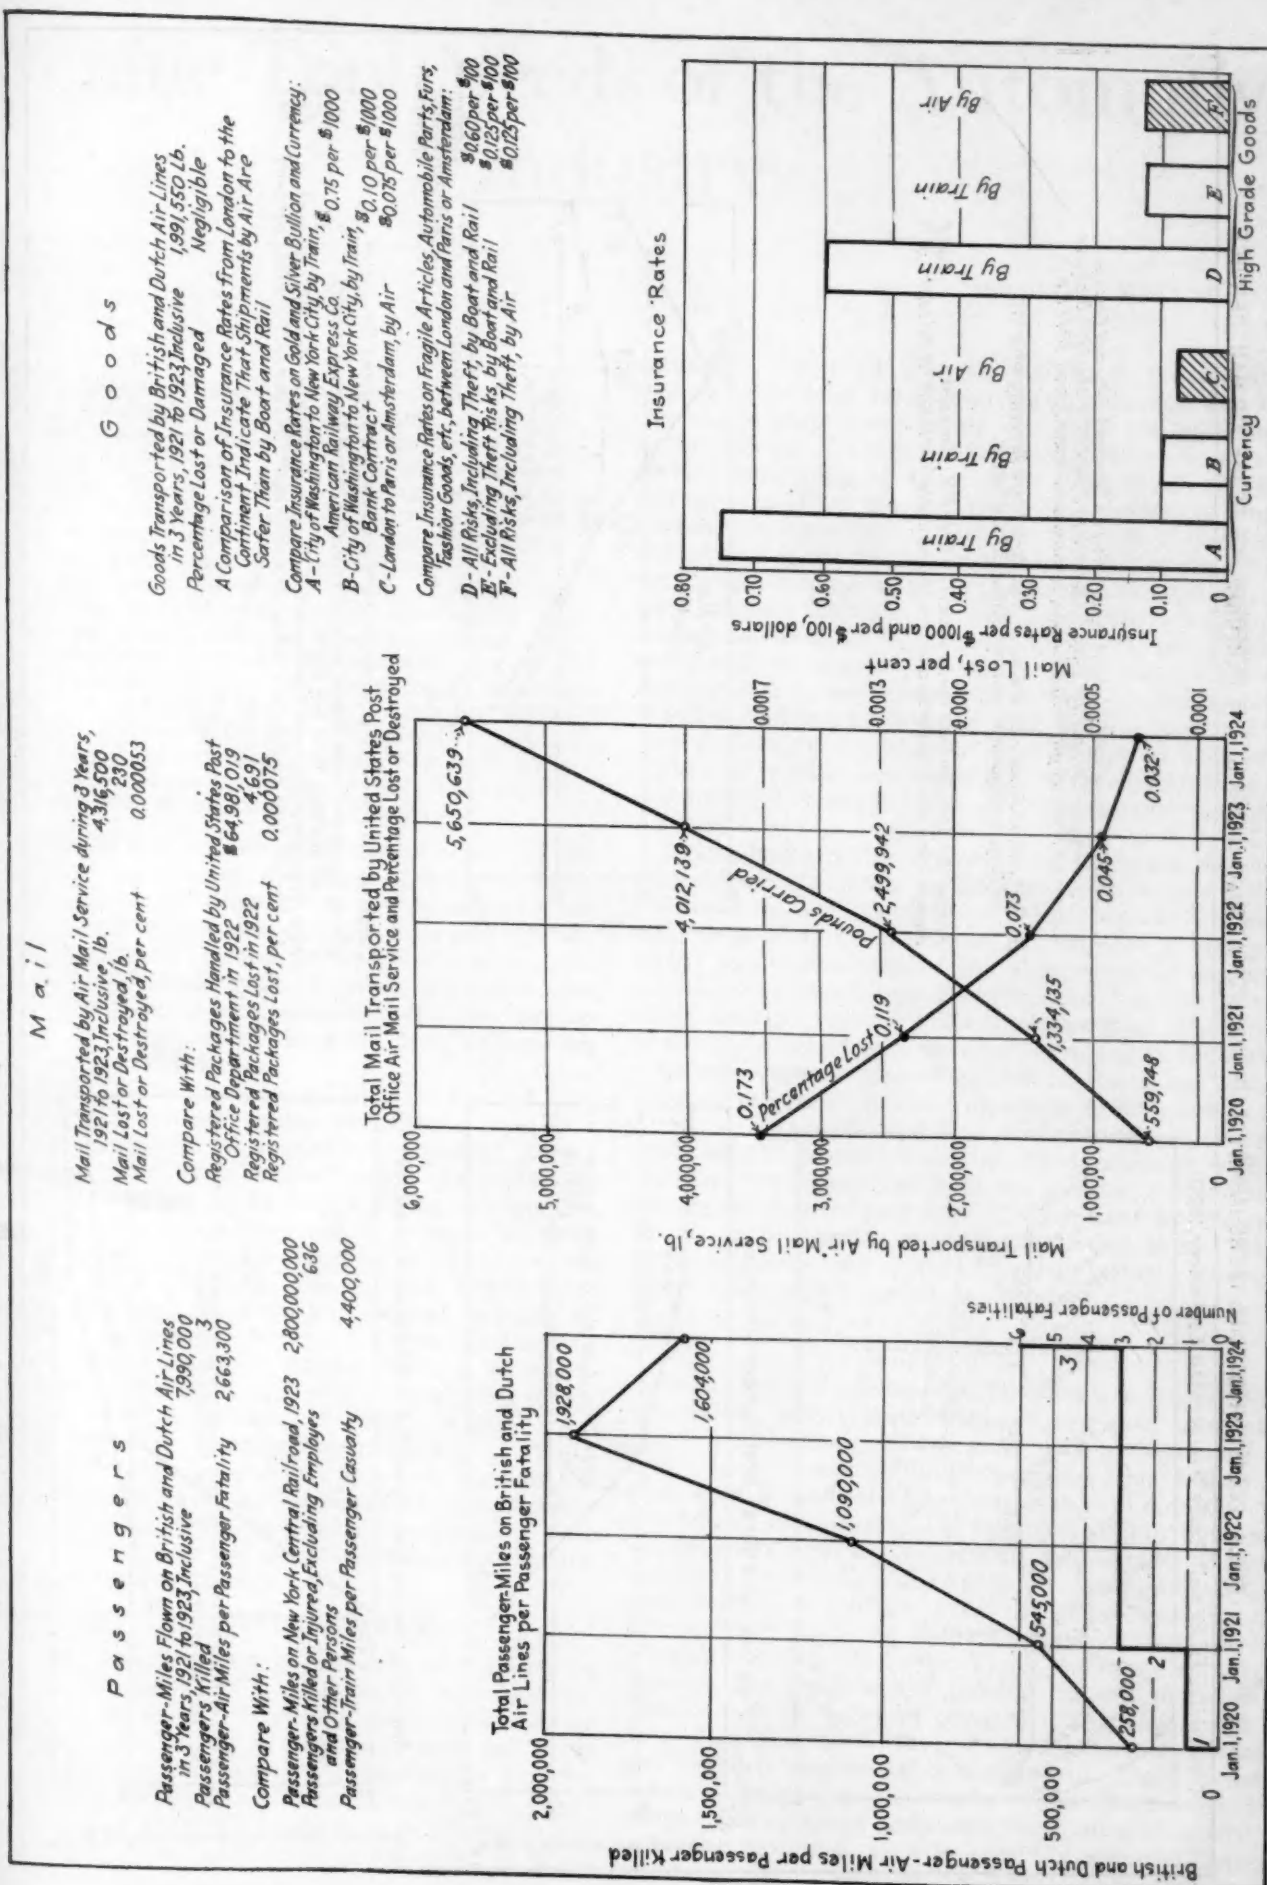 Passengers
Passenger-Miles Flown on British and Dutch Air Lines
in 3 Years, 1921 to 1923, Inclusive 7,990,000
Passengers Killed 3
Passenger-Air Miles per Passenger Fatality 2,663,300
Compare With:
Passenger-Miles on New York Central Railroad, 1923 2,800,000,000
Passengers Killed or Injured, Excluding Employes
and Other Persons 636
Passenger-Train Miles per Passenger Casualty 4,400,000
Total Passenger-Miles on British and Dutch
Air Lines per Passenger Fatality
British and Dutch Passenger-Air Miles per Passenger Killed
2,000,000
1,500,000
1,000,000
500,000
0
258,000
545,000
1,090,000
1,928,000
1,604,000
1
2
3
Number of Passenger Fatalities
6
5
4
3
2
1
0
Jan.1,1920 Jan.1,1921 Jan.1,1922 Jan.1,1923 Jan.1,1924
Mail
Mail Transported by Air Mail Service during 3 Years,
1921 to 1923, Inclusive, lb. 4,316,500
Mail Lost or Destroyed, lb. 230
Mail Lost or Destroyed, per cent 0.000053
Compare With:
Registered Packages Handled by United States Post
Office Department in 1922 $64,981,019
Registered Packages Lost in 1922 4,691
Registered Packages Lost, per cent 0.000075
Total Mail Transported by United States Post
Office Air Mail Service and Percentage Lost or Destroyed
Mail Transported by Air Mail Service, lb.
6,000,000
5,000,000
4,000,000
3,000,000
2,000,000
1,000,000
0
0.173
Percentage Lost
0.119
0.073
0.045
0.032
559,748
1,334,135
2,499,942
Pounds Carried
4,012,139
5,650,639
Mail Lost, per cent
0.0017
0.0013
0.0010
0.0005
0.0001
Jan.1,1920 Jan.1,1921 Jan.1,1922 Jan.1,1923 Jan.1,1924
Goods
Goods Transported by British and Dutch Air Lines
in 3 Years, 1921 to 1923, Inclusive 1,991,550 Lb.
Percentage Lost or Damaged Negligible
A Comparison of Insurance Rates from London to the
Continent Indicate That Shipments by Air Are
Safer Than by Boat and Rail
Compare Insurance Rates on Gold and Silver Bullion and Currency:
A-City of Washington to New York City, by Train,
American Railway Express Co. $0.75 per $1000
B-City of Washington to New York City, by Train,
Bank Contract $0.10 per $1000
C-London to Paris or Amsterdam, by Air $0.075 per $1000
Compare Insurance Rates on Fragile Articles, Automobile Parts, Furs,
Fashion Goods, etc, between London and Paris or Amsterdam:
D- All Risks, Including Theft, by Boat and Rail $0.60 per $100
E- Excluding Theft Risks, by Boat and Rail $0.125 per $100
F- All Risks, Including Theft, by Air $0.125 per $100
Insurance Rates
Insurance Rates per $1000 and per $100, dollars
0.80
0.70
0.60
0.50
0.40
0.30
0.20
0.10
0
By Train
By Train
By Air
By Train
By Train
By Air
A B C D E F
Currency High Grade Goods